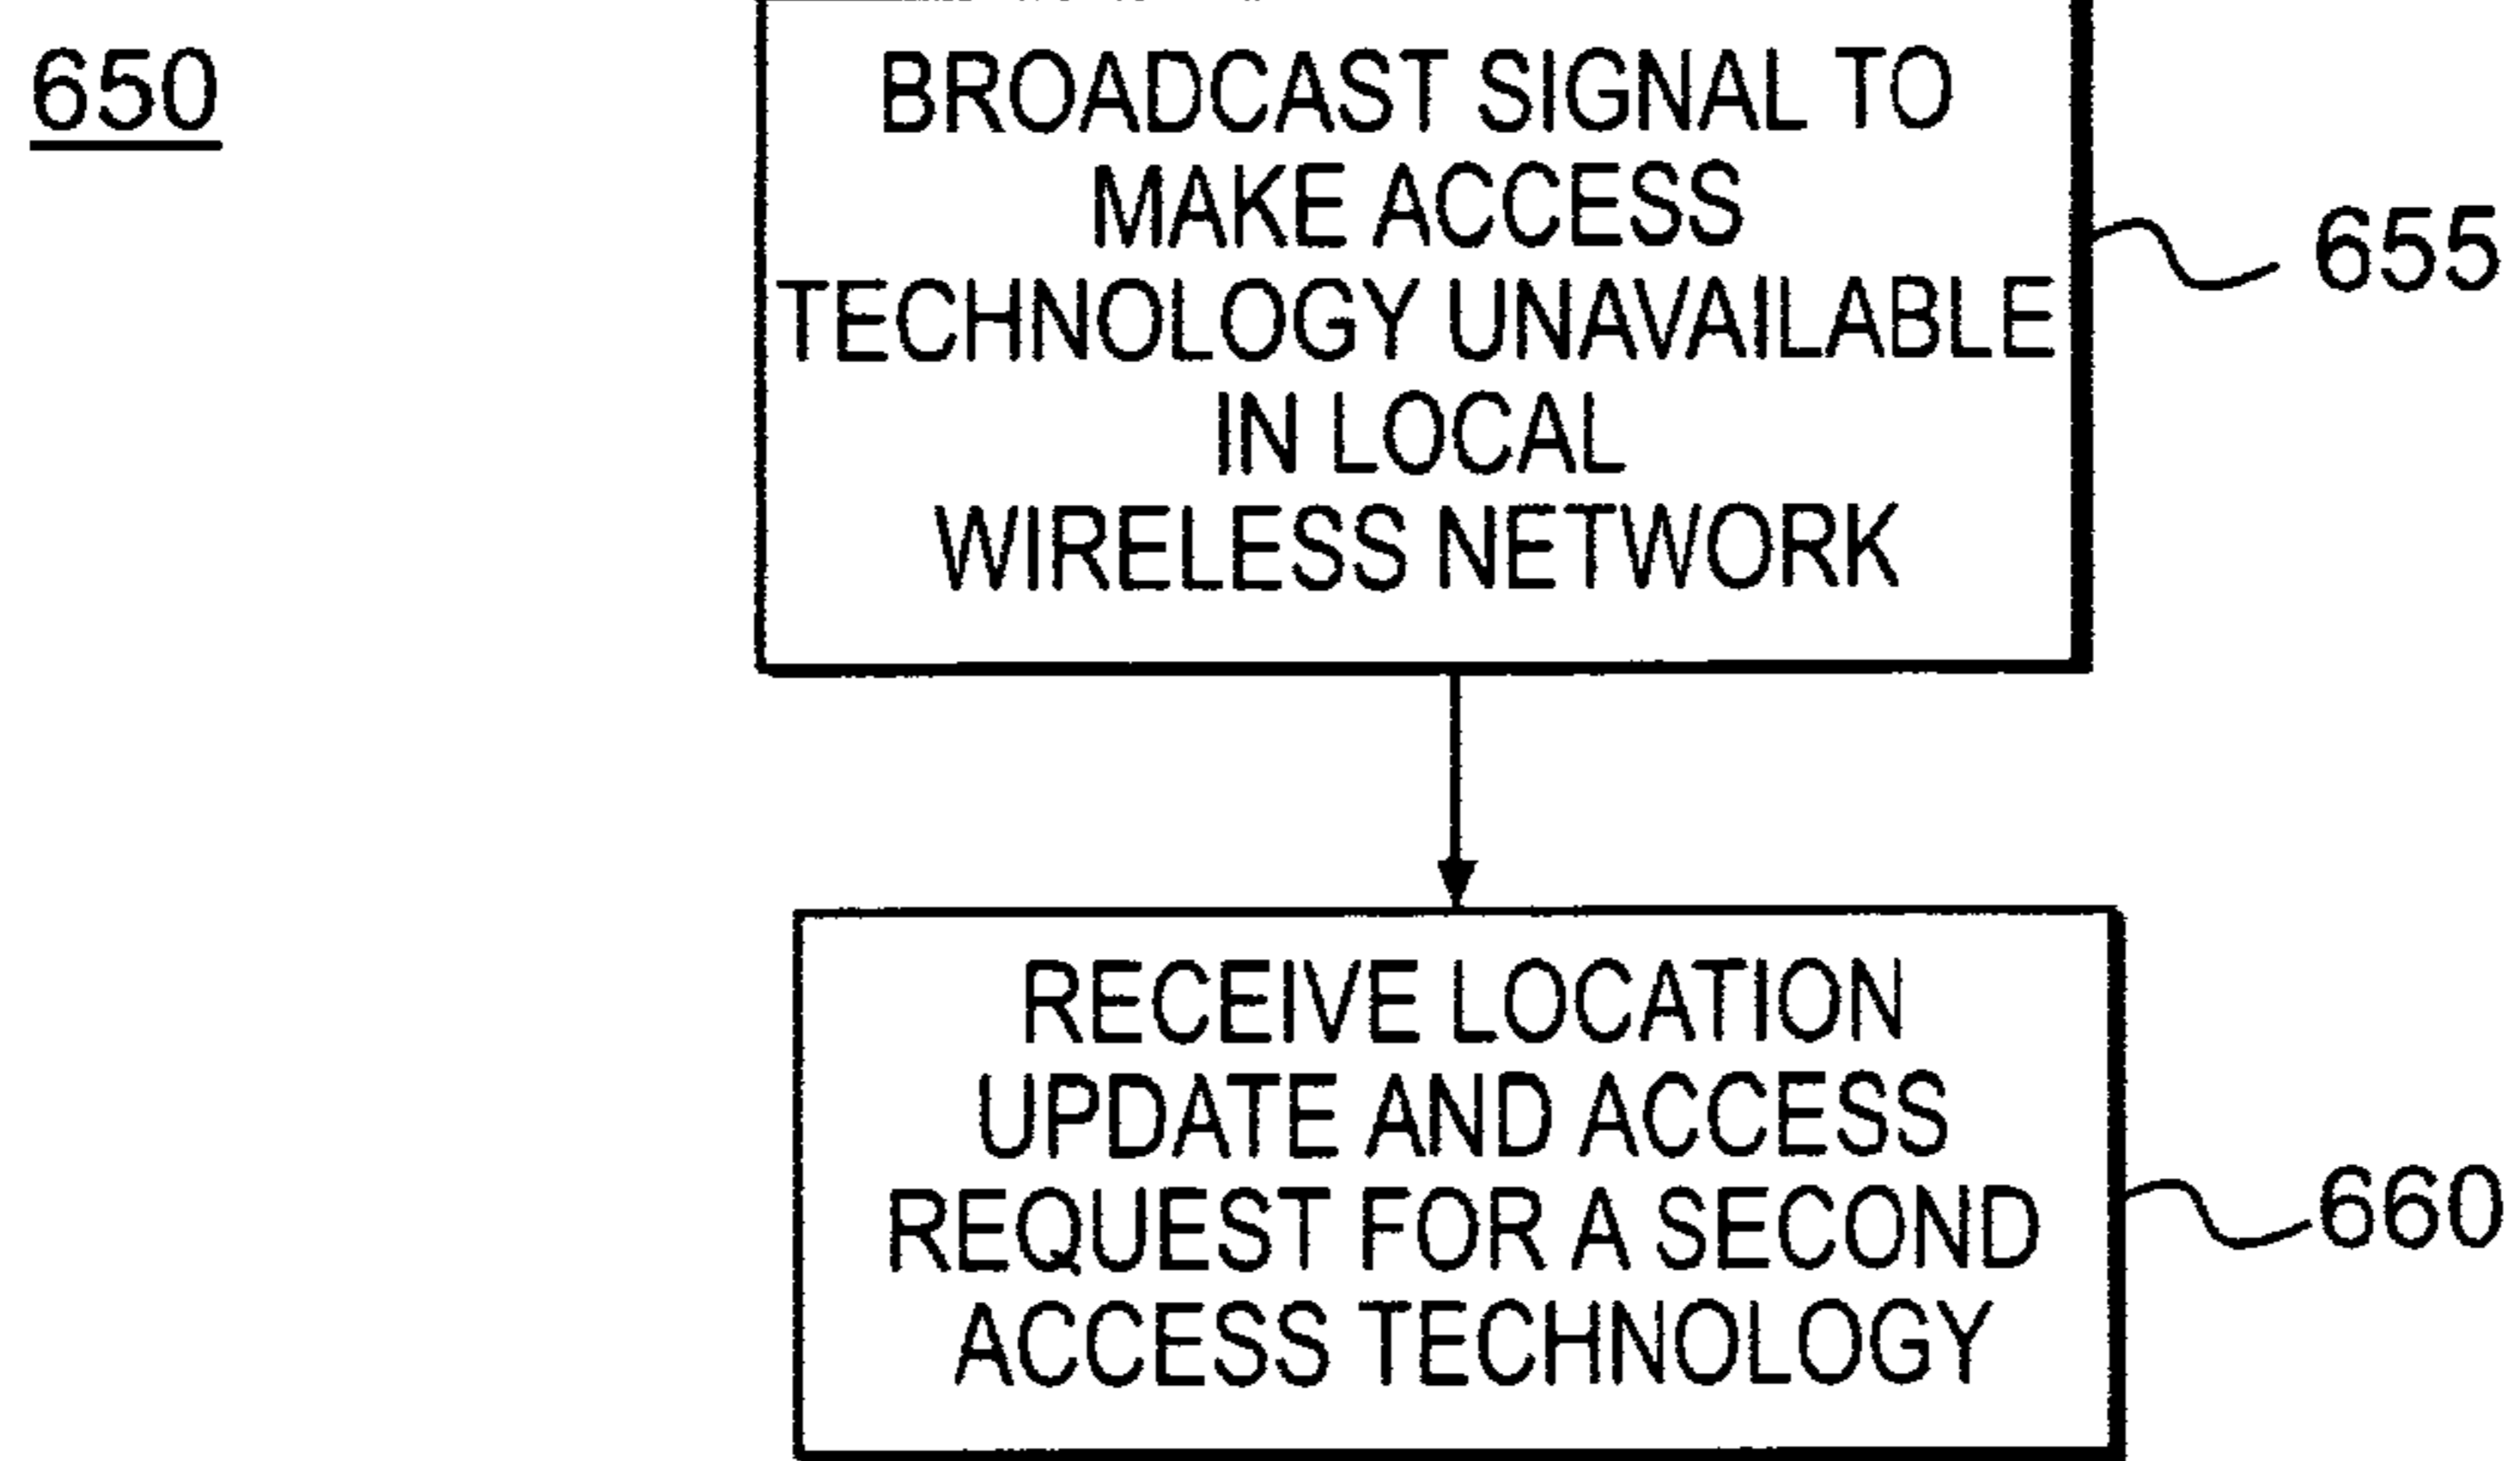 650
BROADCAST SIGNAL TO
MAKE ACCESS
TECHNOLOGY UNAVAILABLE
IN LOCAL
WIRELESS NETWORK
655
RECEIVE LOCATION
UPDATE AND ACCESS
REQUEST FOR A SECOND
ACCESS TECHNOLOGY
660